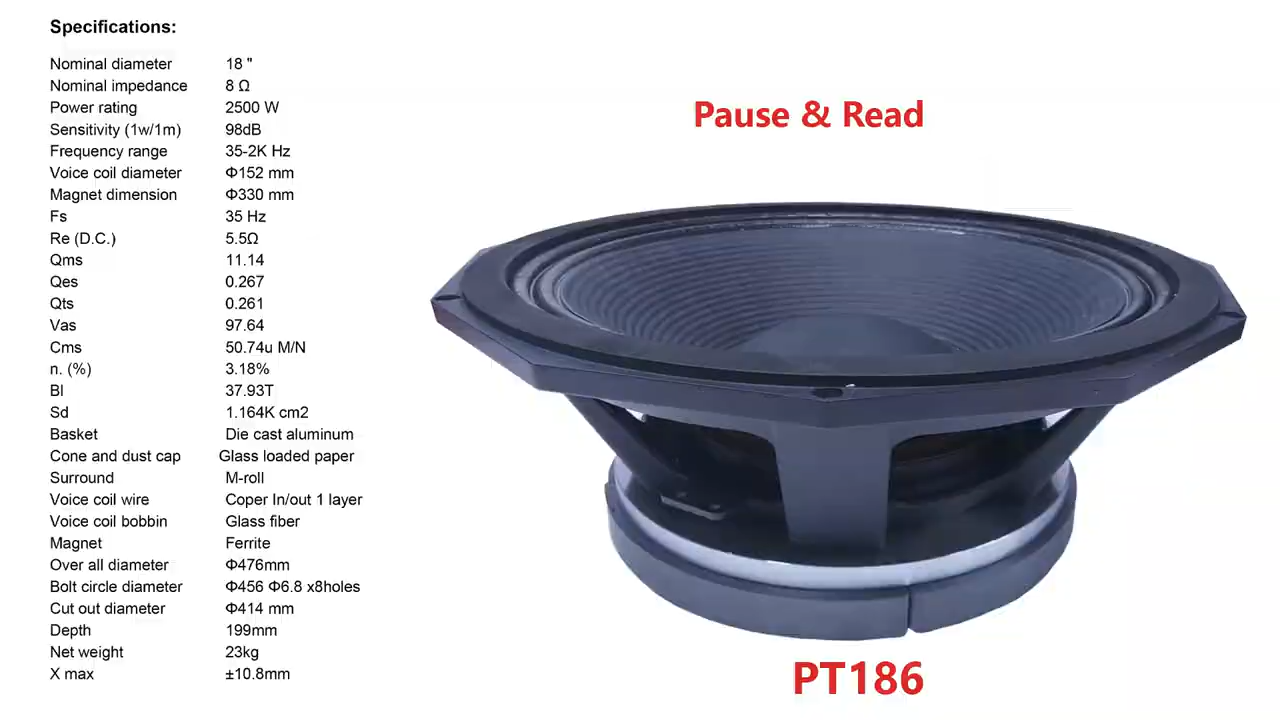 Specifications:
Nominal diameter 18 "
Nominal impedance 8 Ω
Power rating 2500 W
Sensitivity (1w/1m) 98dB
Frequency range 35-2K Hz
Voice coil diameter Φ152 mm
Magnet dimension Φ330 mm
Fs 35 Hz
Re (D.C.) 5.5Ω
Qms 11.14
Qes 0.267
Qts 0.261
Vas 97.64
Cms 50.74u M/N
n. (%) 3.18%
Bl 37.93T
Sd 1.164K cm2
Basket Die cast aluminum
Cone and dust cap Glass loaded paper
Surround M-roll
Voice coil wire Coper In/out 1 layer
Voice coil bobbin Glass fiber
Magnet Ferrite
Over all diameter Φ476mm
Bolt circle diameter Φ456 Φ6.8 x8holes
Cut out diameter Φ414 mm
Depth 199mm
Net weight 23kg
X max ±10.8mm
Pause & Read
PT186